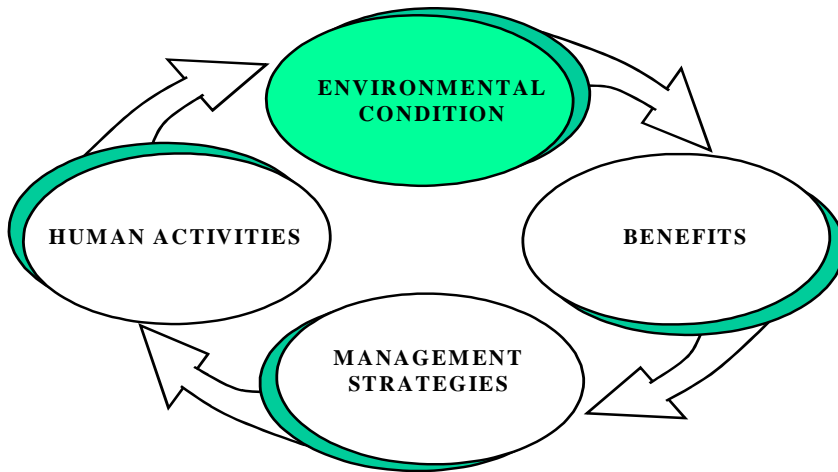 ENVIRONMENTAL
CONDITION
HUMAN ACTIVITIES
BENEFITS
MANAGEMENT
STRATEGIES